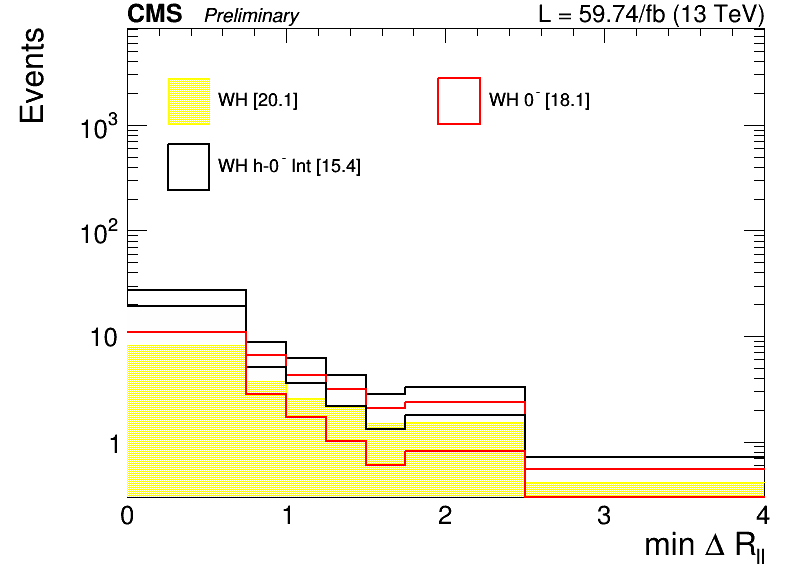 CMS Preliminary L = 59.74/fb (13 TeV)
Events
WH [20.1]
WH 0⁻ [18.1]
WH h-0⁻ Int [15.4]
10³
10²
10
1
0 1 2 3 4
min Δ R_ll